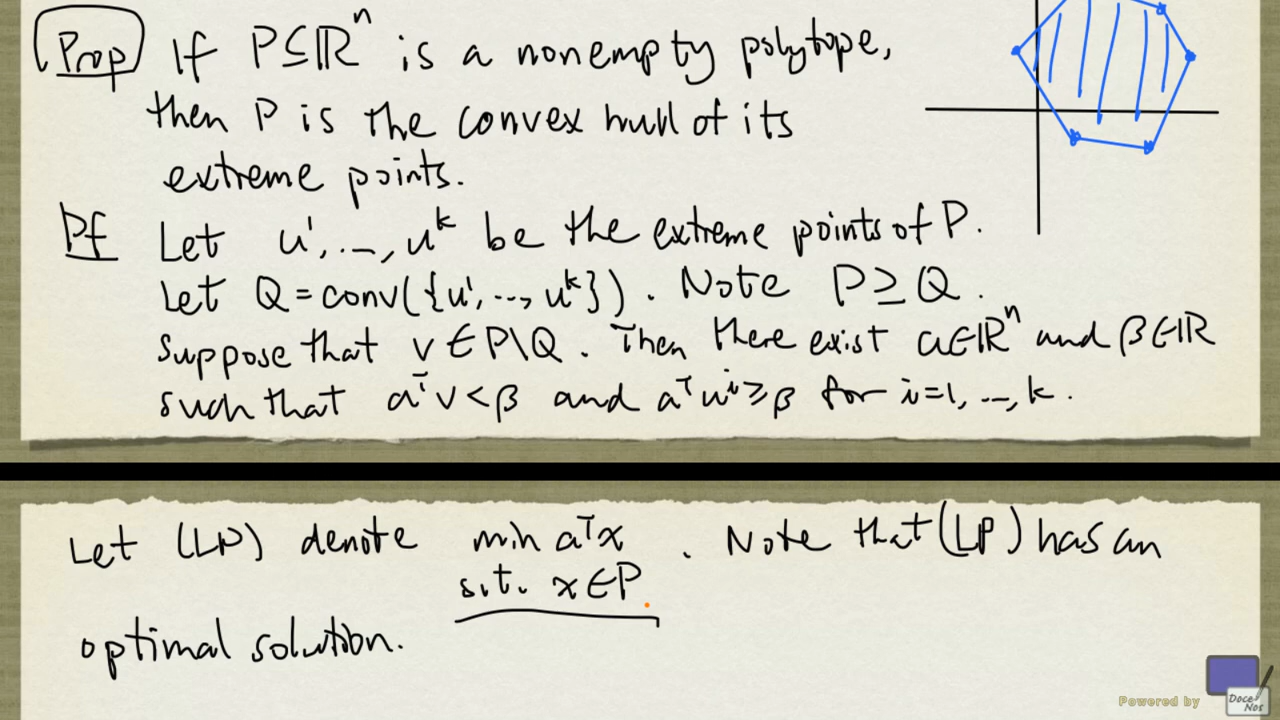 Prop If P⊆ℝⁿ is a nonempty polytope,
then P is the convex hull of its
extreme points.
Pf Let u¹, ..., uᵏ be the extreme points of P.
Let Q = conv({u¹, ..., uᵏ}). Note P ⊇ Q.
Suppose that v ∈ P\Q. Then there exist a∈ℝⁿ and β∈ℝ
such that aᵀv < β and aᵀuⁱ ≥ β for i=1, ..., k.
Let (LP) denote min aᵀx . Note that (LP) has an
s.t. x∈P
optimal solution.
Powered by
Doce
Nos